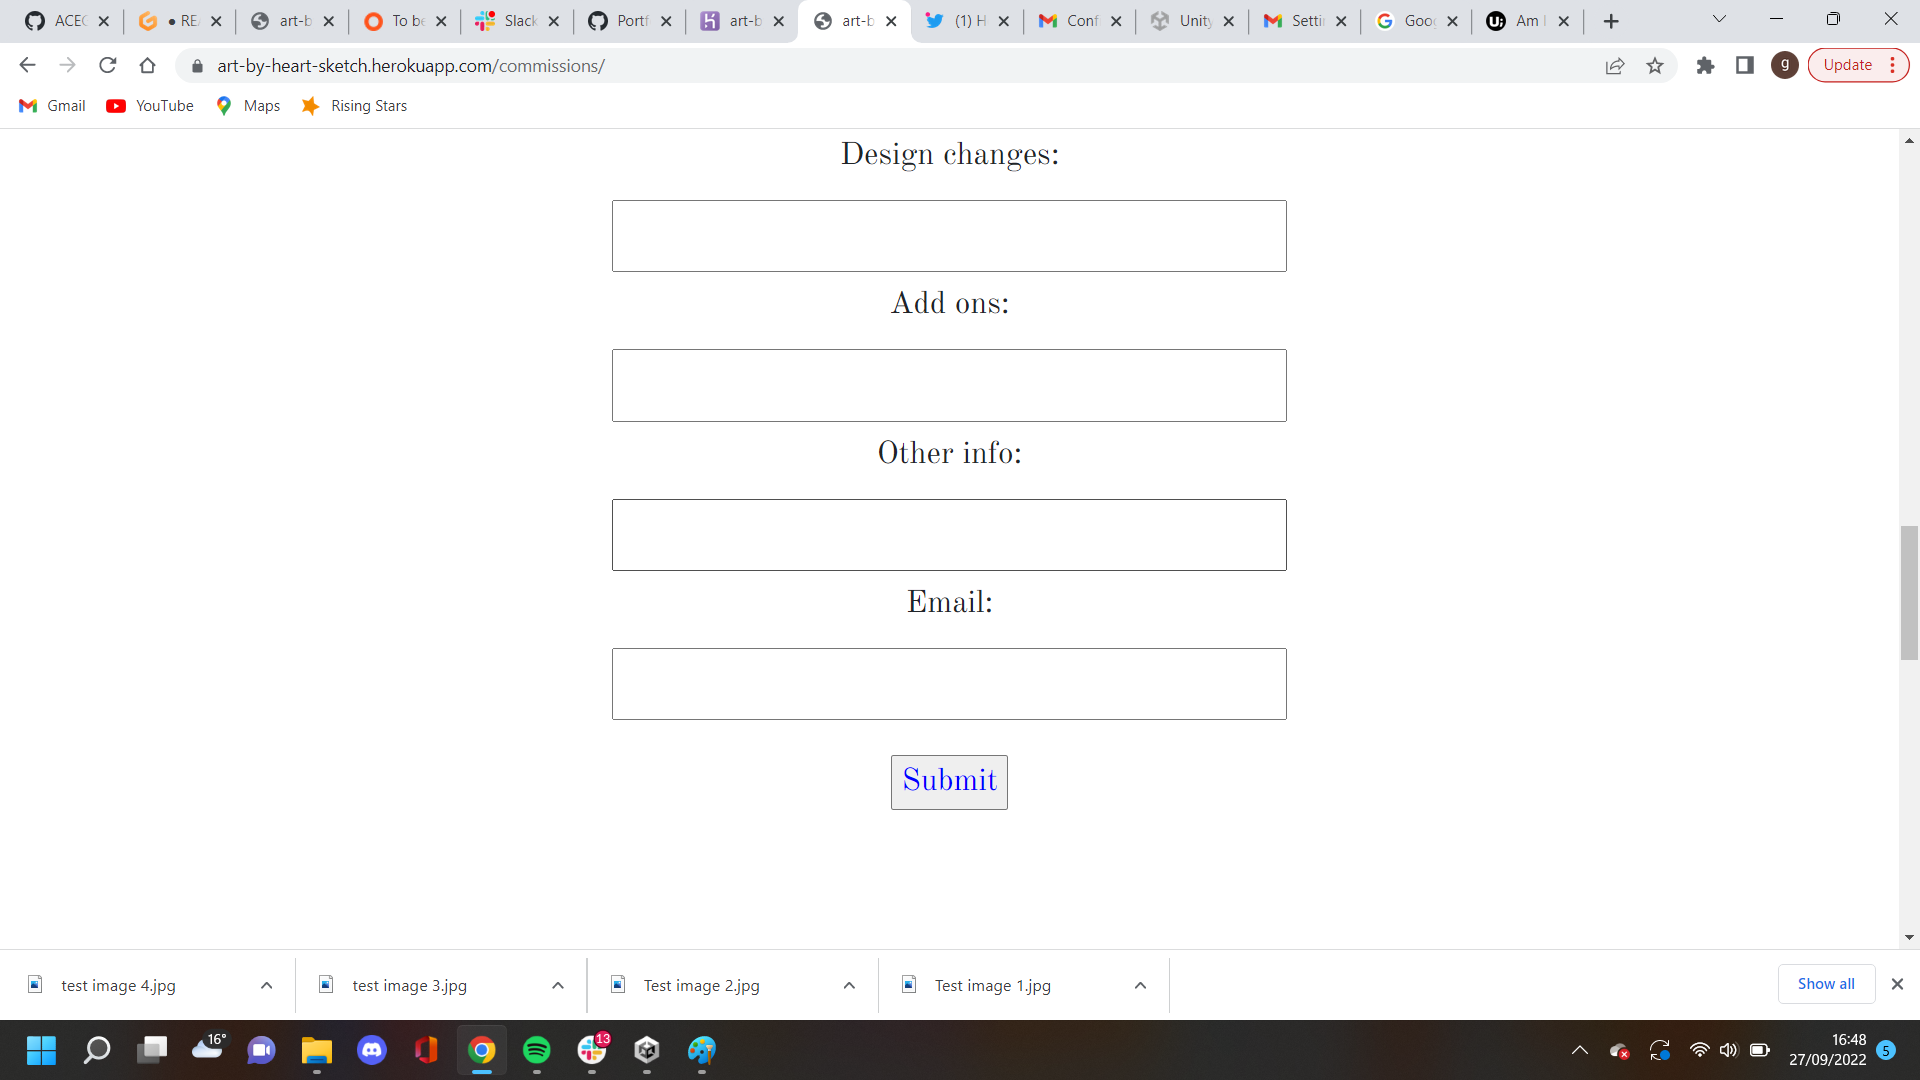 ACEC
RE
art-b
To be
Slack
Portf
art-b
art-b
(1) H
Conf
Unity
Setti
Goo
Am I
art-by-heart-sketch.herokuapp.com/commissions/
g
Update
Gmail
YouTube
Maps
Rising Stars
Design changes:
Add ons:
Other info:
Email:
Submit
test image 4.jpg
test image 3.jpg
Test image 2.jpg
Test image 1.jpg
Show all
16°
13
16:48
27/09/2022
5